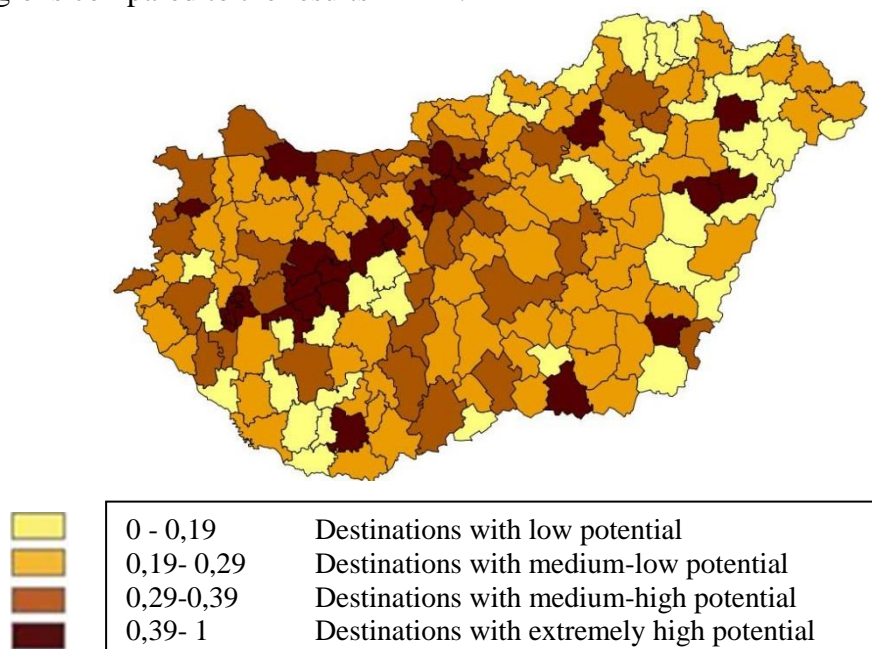 0 - 0,19 Destinations with low potential
0,19- 0,29 Destinations with medium-low potential
0,29-0,39 Destinations with medium-high potential
0,39- 1 Destinations with extremely high potential